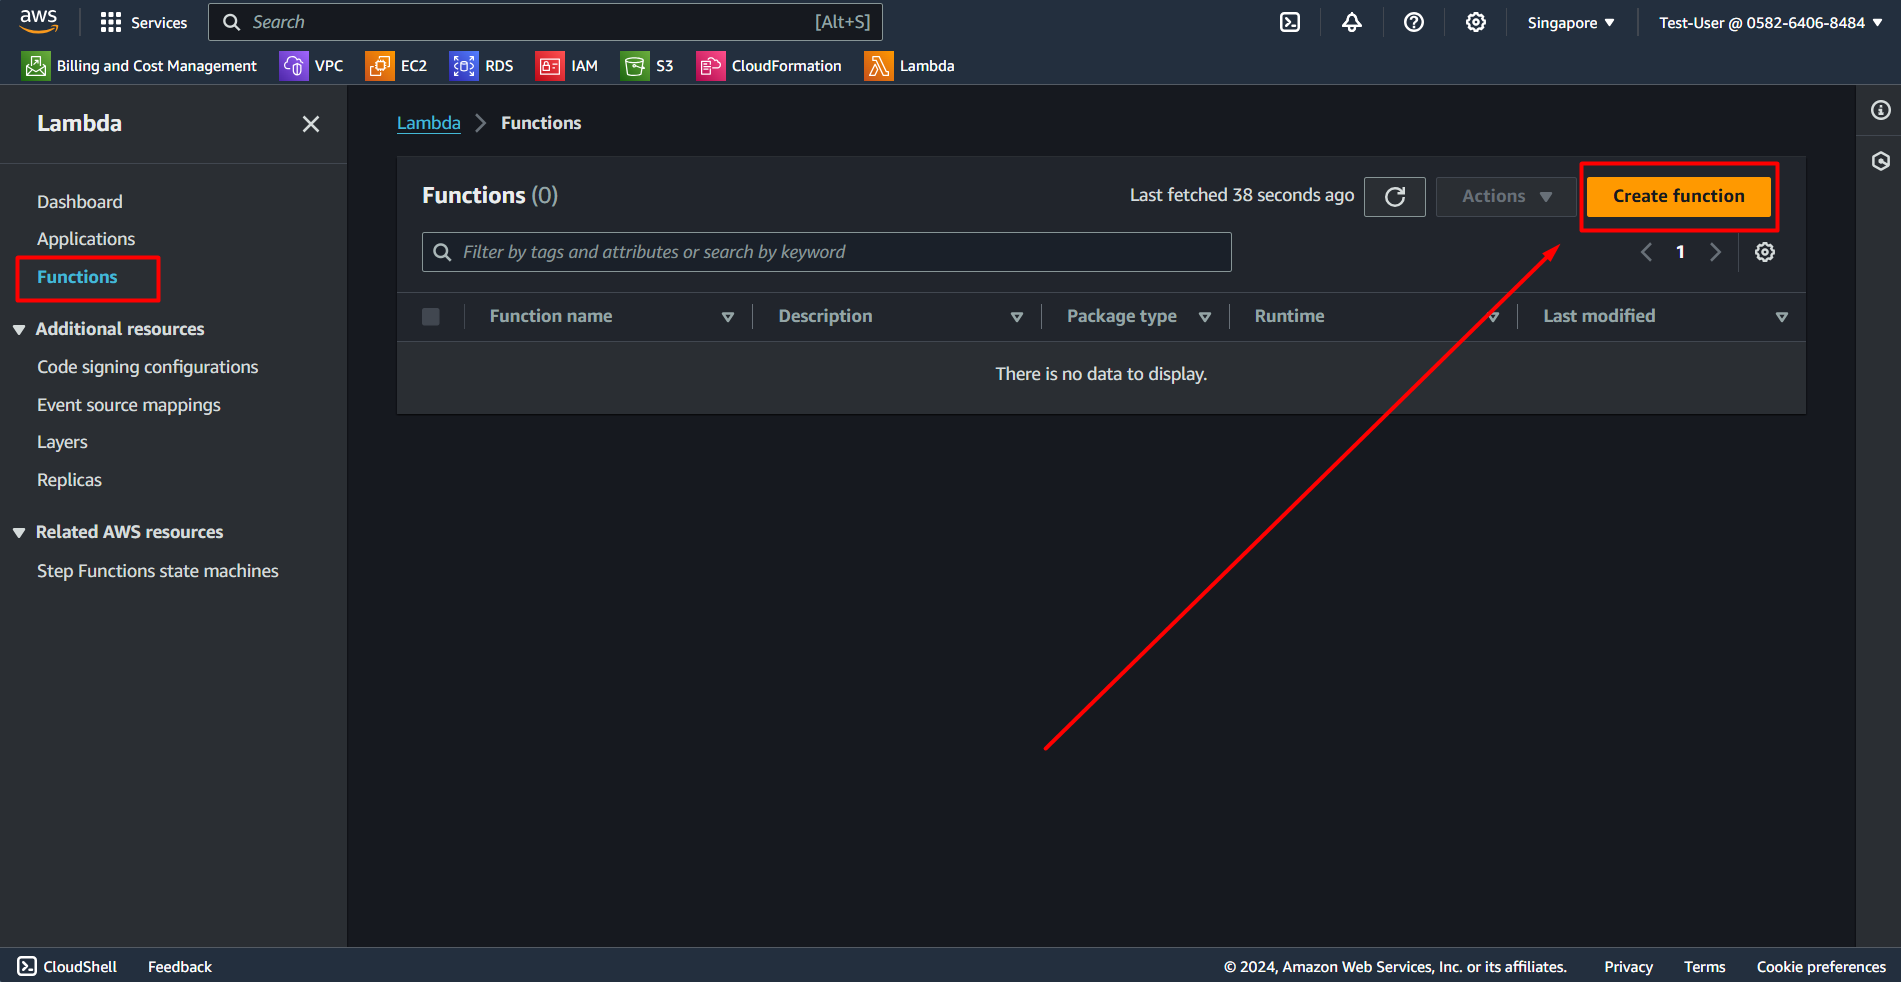 aws Services Search [Alt+S] Singapore Test-User @ 0582-6406-8484
Billing and Cost Management VPC EC2 RDS IAM S3 CloudFormation Lambda
Lambda
Dashboard
Applications
Functions
Additional resources
Code signing configurations
Event source mappings
Layers
Replicas
Related AWS resources
Step Functions state machines
Lambda Functions
Functions (0) Last fetched 38 seconds ago Actions Create function
Filter by tags and attributes or search by keyword 1
Function name Description Package type Runtime Last modified
There is no data to display.
CloudShell Feedback © 2024, Amazon Web Services, Inc. or its affiliates. Privacy Terms Cookie preferences